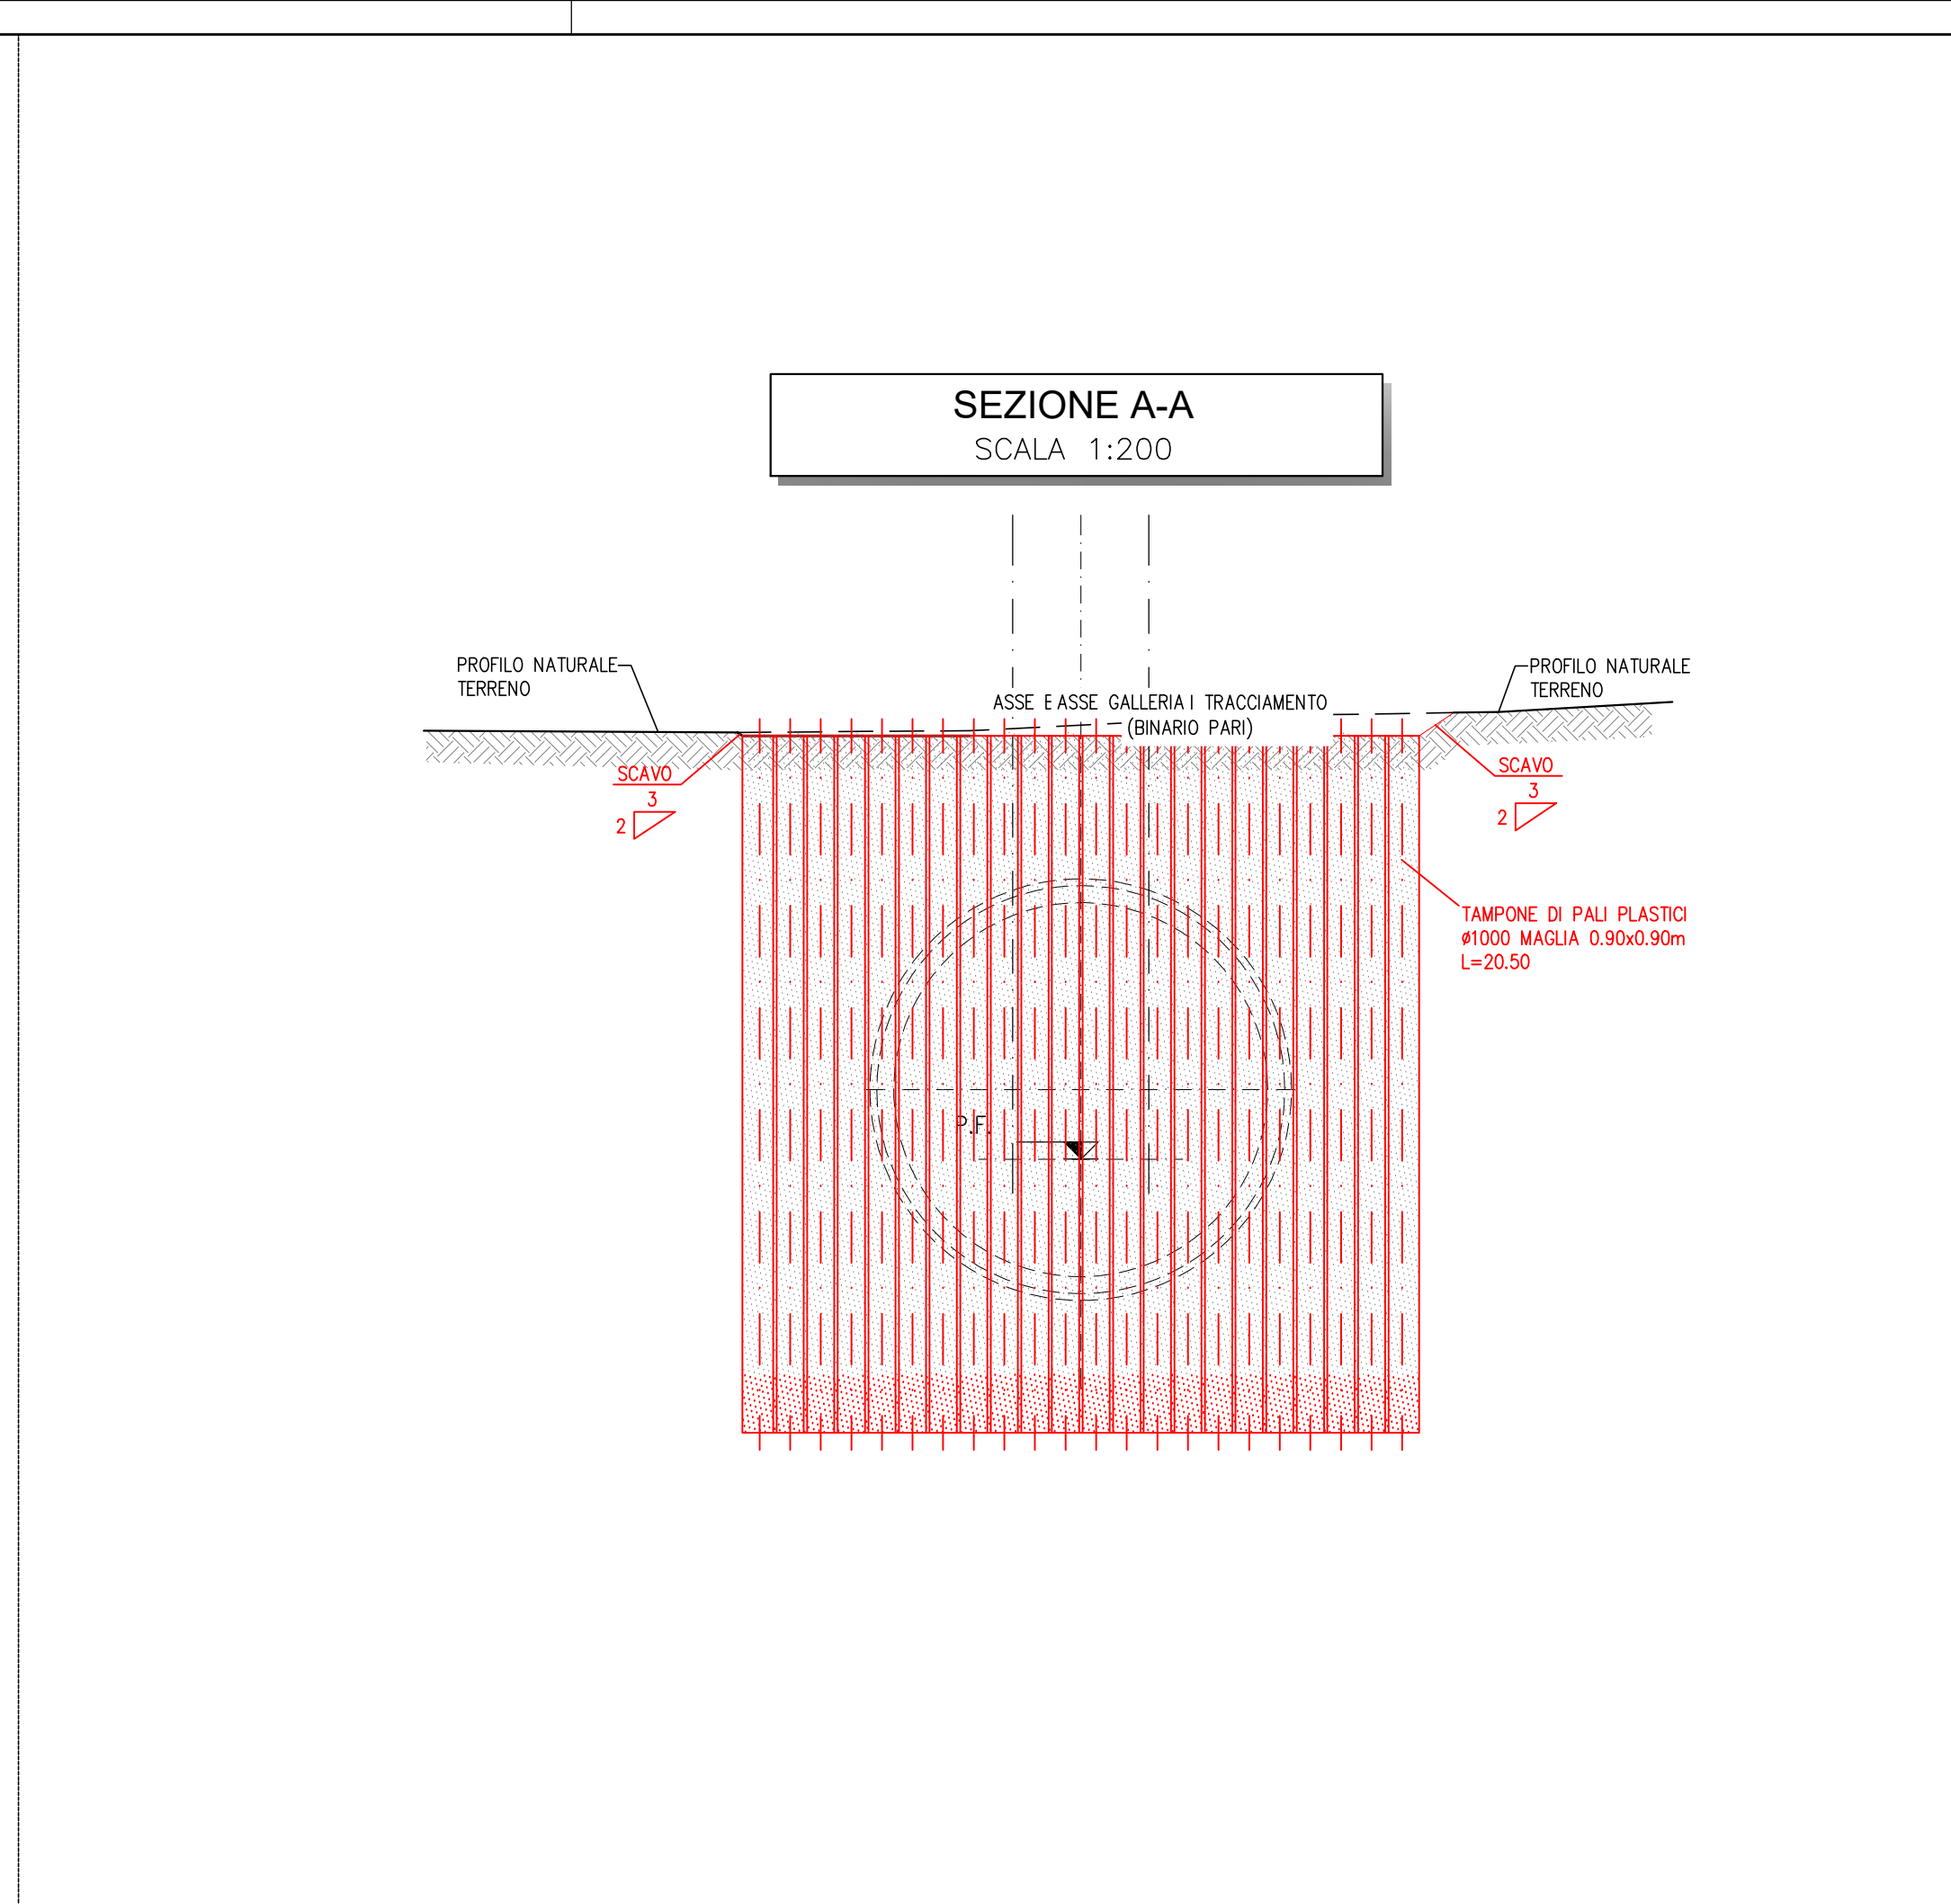 SEZIONE A-A
SCALA 1:200
PROFILO NATURALE
TERRENO
PROFILO NATURALE
TERRENO
ASSE E ASSE GALLERIA I TRACCIAMENTO
(BINARIO PARI)
SCAVO
3
2
SCAVO
3
2
TAMPONE DI PALI PLASTICI
ø1000 MAGLIA 0.90x0.90m
L=20.50
P.F.